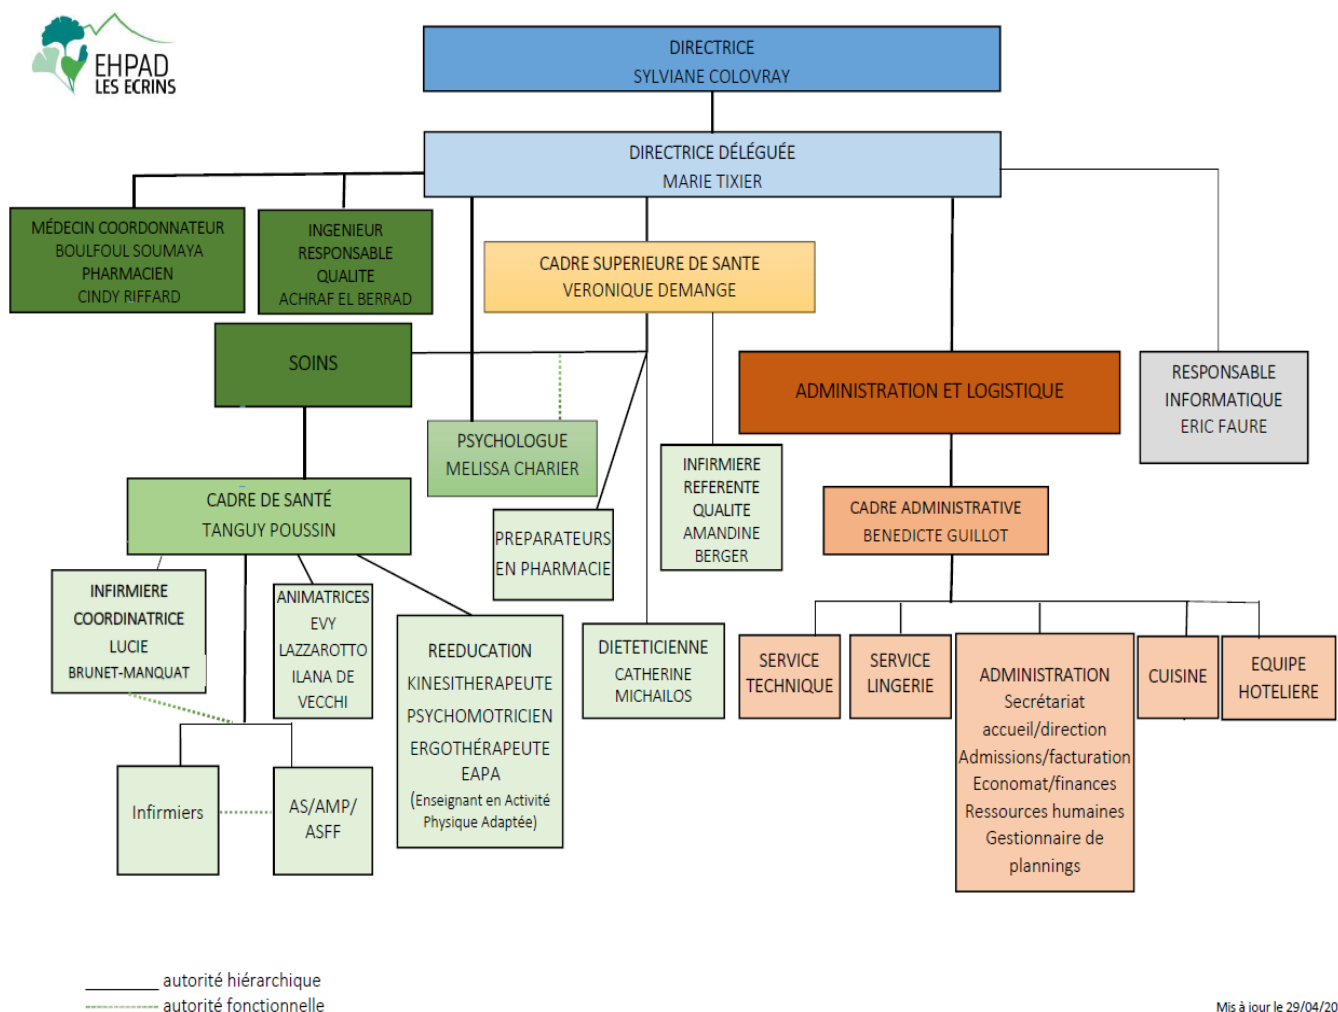 EHPAD
LES ECRINS
DIRECTRICE
SYLVIANE COLOVRAY
DIRECTRICE DÉLÉGUÉE
MARIE TIXIER
MÉDECIN COORDONNATEUR
BOULFOUL SOUMAYA
PHARMACIEN
CINDY RIFFARD
INGENIEUR
RESPONSABLE
QUALITE
ACHRAF EL BERRAD
CADRE SUPERIEURE DE SANTE
VERONIQUE DEMANGE
SOINS
ADMINISTRATION ET LOGISTIQUE
RESPONSABLE
INFORMATIQUE
ERIC FAURE
PSYCHOLOGUE
MELISSA CHARIER
INFIRMIERE
REFERENTE
QUALITE
AMANDINE
BERGER
CADRE DE SANTÉ
TANGUY POUSSIN
PREPARATEURS
EN PHARMACIE
CADRE ADMINISTRATIVE
BENEDICTE GUILLOT
INFIRMIERE
COORDINATRICE
LUCIE
BRUNET-MANQUAT
ANIMATRICES
EVY
LAZZAROTTO
ILANA DE
VECCHI
REEDUCATION
KINESITHERAPEUTE
PSYCHOMOTRICIEN
ERGOTHÉRAPEUTE
EAPA
(Enseignant en Activité
Physique Adaptée)
DIETETICIENNE
CATHERINE
MICHAILOS
SERVICE
TECHNIQUE
SERVICE
LINGERIE
ADMINISTRATION
Secrétariat
accueil/direction
Admissions/facturation
Economat/finances
Ressources humaines
Gestionnaire de
plannings
CUISINE
EQUIPE
HOTELIERE
Infirmiers
AS/AMP/
ASFF
autorité hiérarchique
autorité fonctionnelle
Mis à jour le 29/04/20